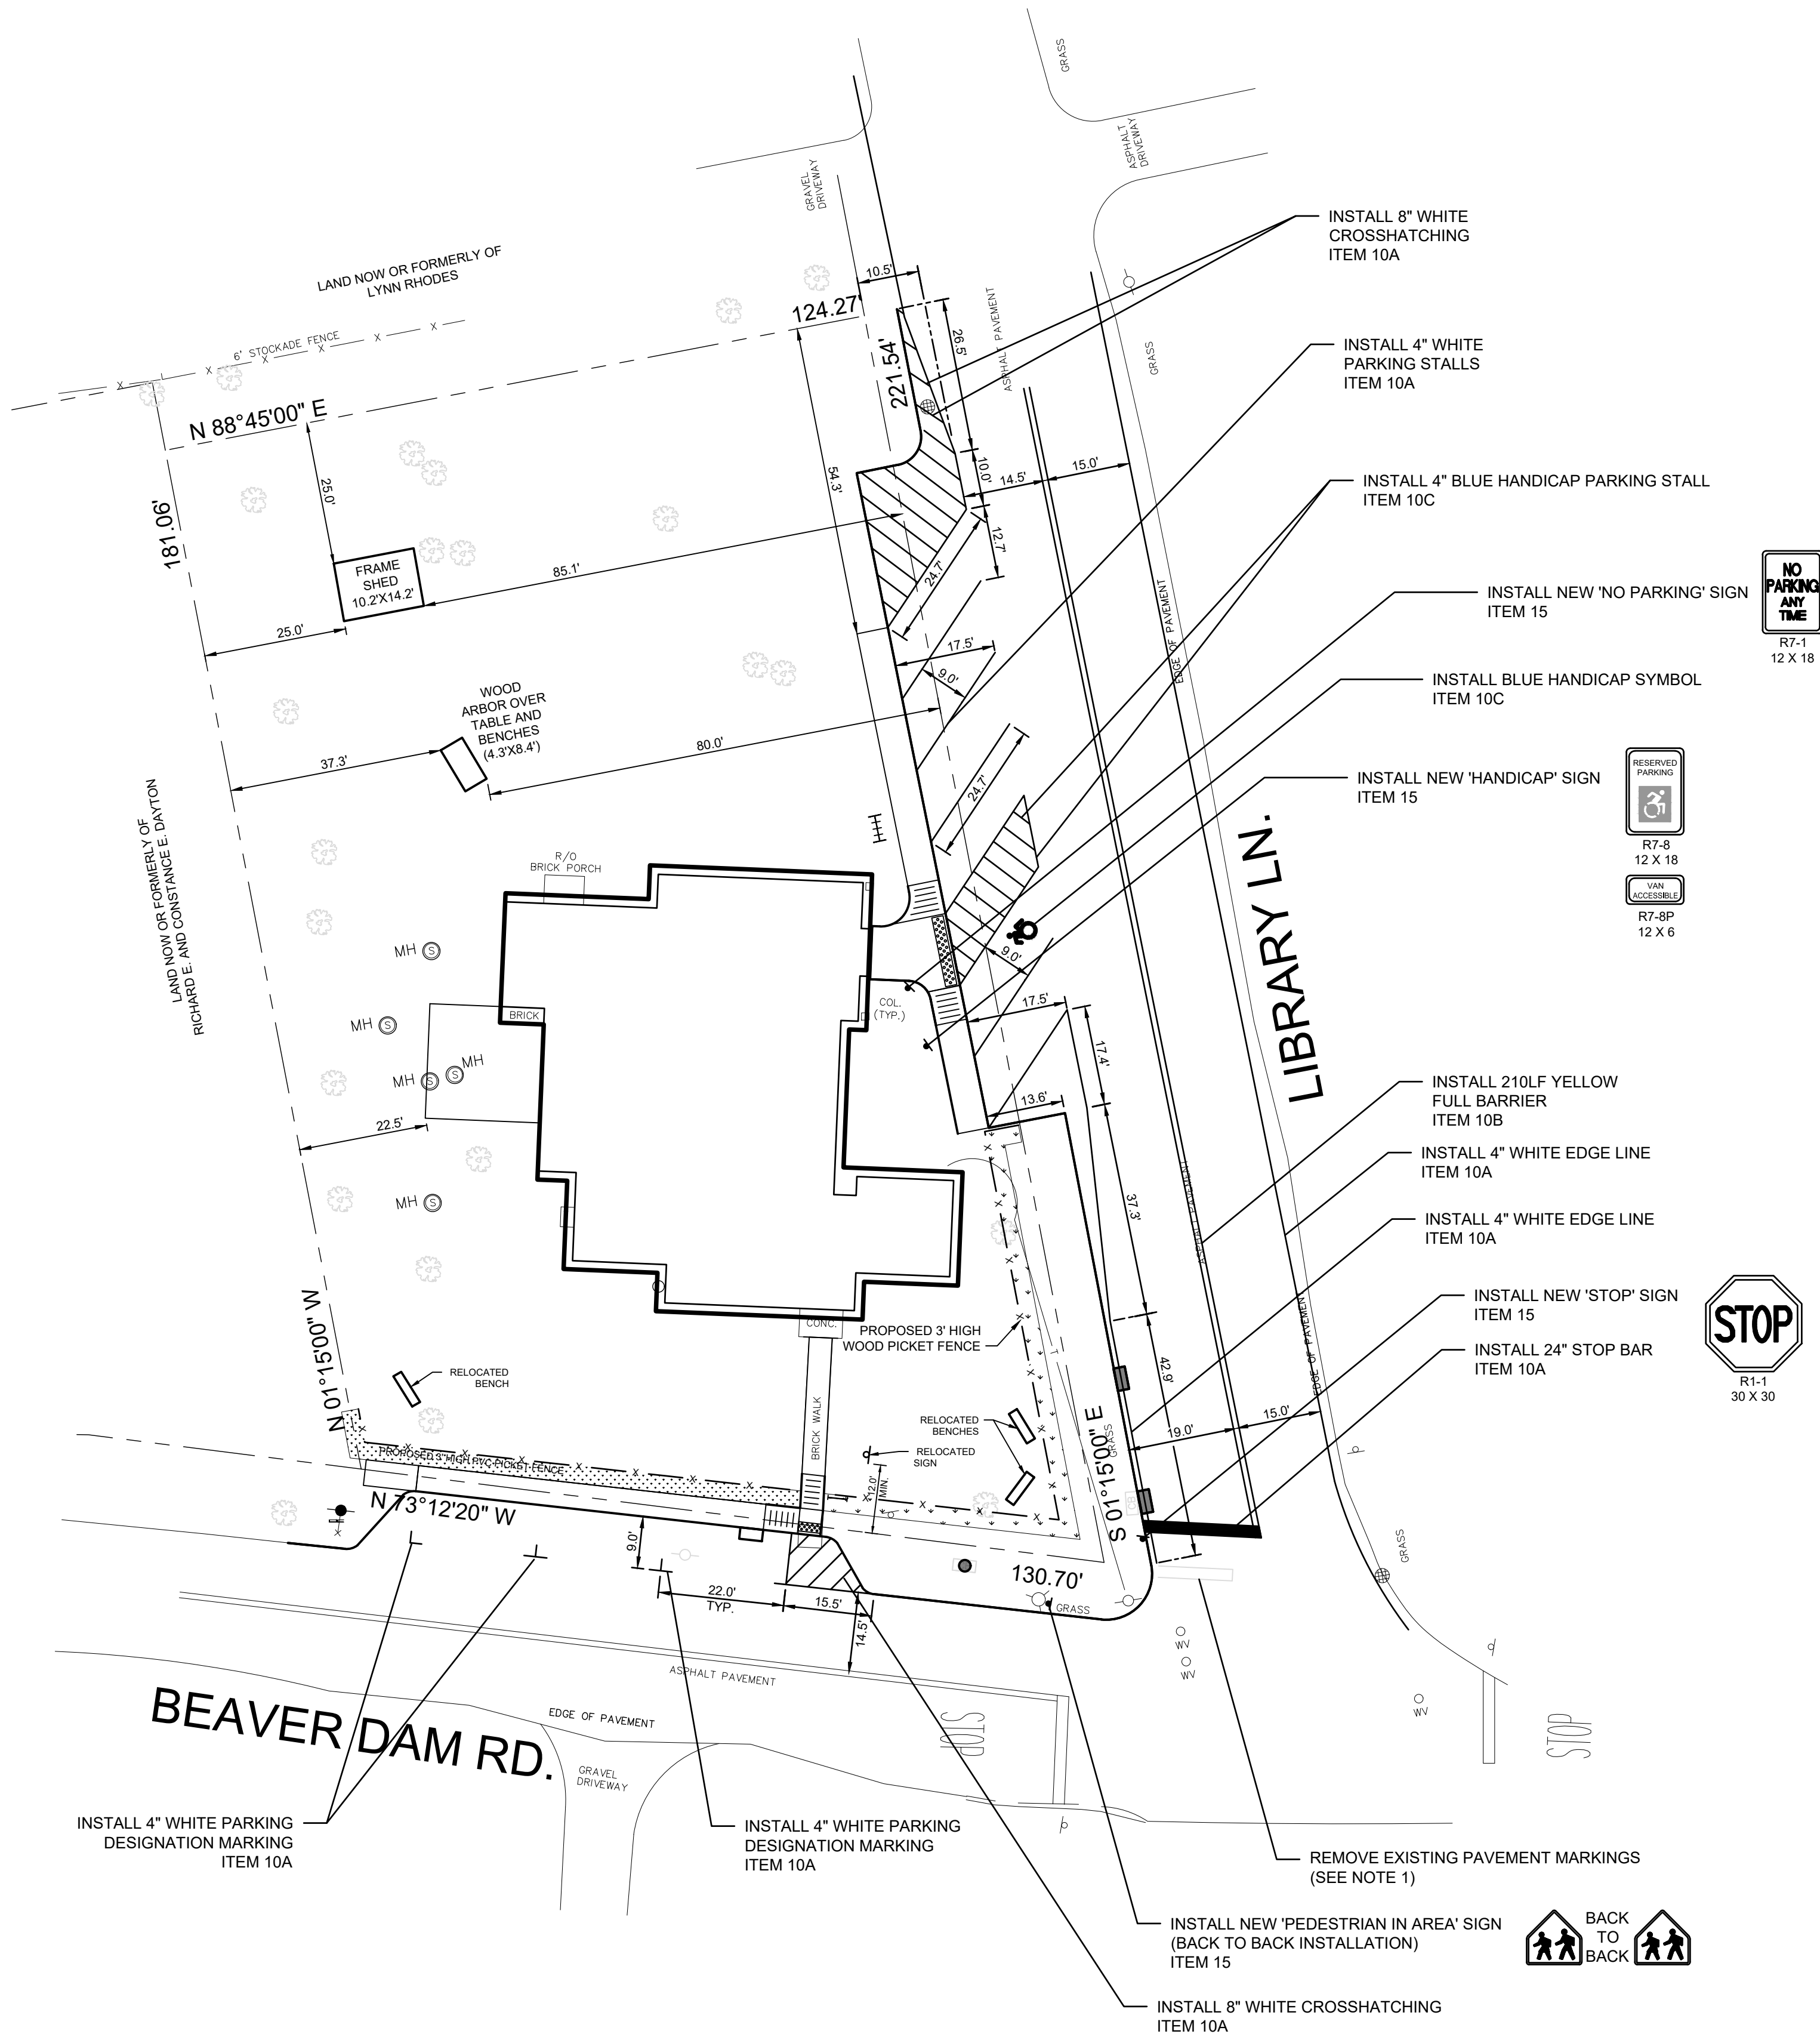 GRASS
ASPHALT
DRIVEWAY
GRAVEL
DRIVEWAY
INSTALL 8" WHITE
CROSSHATCHING
ITEM 10A
LAND NOW OR FORMERLY OF
LYNN RHODES
10.5'
124.27'
6' STOCKADE FENCE
X X X X X
221.54'
26.5'
ASPHALT PAVEMENT
GRASS
INSTALL 4" WHITE
PARKING STALLS
ITEM 10A
N 88°45'00" E
54.3'
10.0'
14.5'
15.0'
INSTALL 4" BLUE HANDICAP PARKING STALL
ITEM 10C
181.06'
25.0'
12.7'
24.7'
FRAME
SHED
10.2'X14.2'
85.1'
25.0'
EDGE OF PAVEMENT
INSTALL NEW 'NO PARKING' SIGN
ITEM 15
NO
PARKING
ANY
TIME
R7-1
12 X 18
17.5'
9.0'
INSTALL BLUE HANDICAP SYMBOL
ITEM 10C
WOOD
ARBOR OVER
TABLE AND
BENCHES
(4.3'X8.4')
37.3'
80.0'
24.7'
INSTALL NEW 'HANDICAP' SIGN
ITEM 15
RESERVED
PARKING
R7-8
12 X 18
VAN
ACCESSIBLE
R7-8P
12 X 6
LAND NOW OR FORMERLY OF
RICHARD E. AND CONSTANCE E. DAYTON
R/O
BRICK PORCH
LIBRARY LN.
MH S
9.0'
COL.
(TYP.)
17.5'
BRICK
MH S
MH S
S MH
17.4'
13.6'
22.5'
INSTALL 210LF YELLOW
FULL BARRIER
ITEM 10B
INSTALL 4" WHITE EDGE LINE
ITEM 10A
ASPHALT PAVEMENT
37.3'
MH S
INSTALL 4" WHITE EDGE LINE
ITEM 10A
INSTALL NEW 'STOP' SIGN
ITEM 15
STOP
R1-1
30 X 30
INSTALL 24" STOP BAR
ITEM 10A
EDGE OF PAVEMEN
CONC.
PROPOSED 3' HIGH
WOOD PICKET FENCE
N 01°15'00" W
RELOCATED
BENCH
42.9'
BRICK WALK
RELOCATED
BENCHES
RELOCATED
SIGN
12.0'
MIN.
GRASS
S 01°15'00" E
19.0'
15.0'
PROPOSED 3' HIGH PVC PICKET FENCE
N 73°12'20" W
CB
GRASS
9.0'
22.0'
TYP.
15.5'
14.5'
130.70'
GRASS
WV
WV
WV
ASPHALT PAVEMENT
EDGE OF PAVEMENT
BEAVER DAM RD.
GRAVEL
DRIVEWAY
STOP
STOP
INSTALL 4" WHITE PARKING
DESIGNATION MARKING
ITEM 10A
INSTALL 4" WHITE PARKING
DESIGNATION MARKING
ITEM 10A
REMOVE EXISTING PAVEMENT MARKINGS
(SEE NOTE 1)
INSTALL NEW 'PEDESTRIAN IN AREA' SIGN
(BACK TO BACK INSTALLATION)
ITEM 15
BACK
TO
BACK
INSTALL 8" WHITE CROSSHATCHING
ITEM 10A